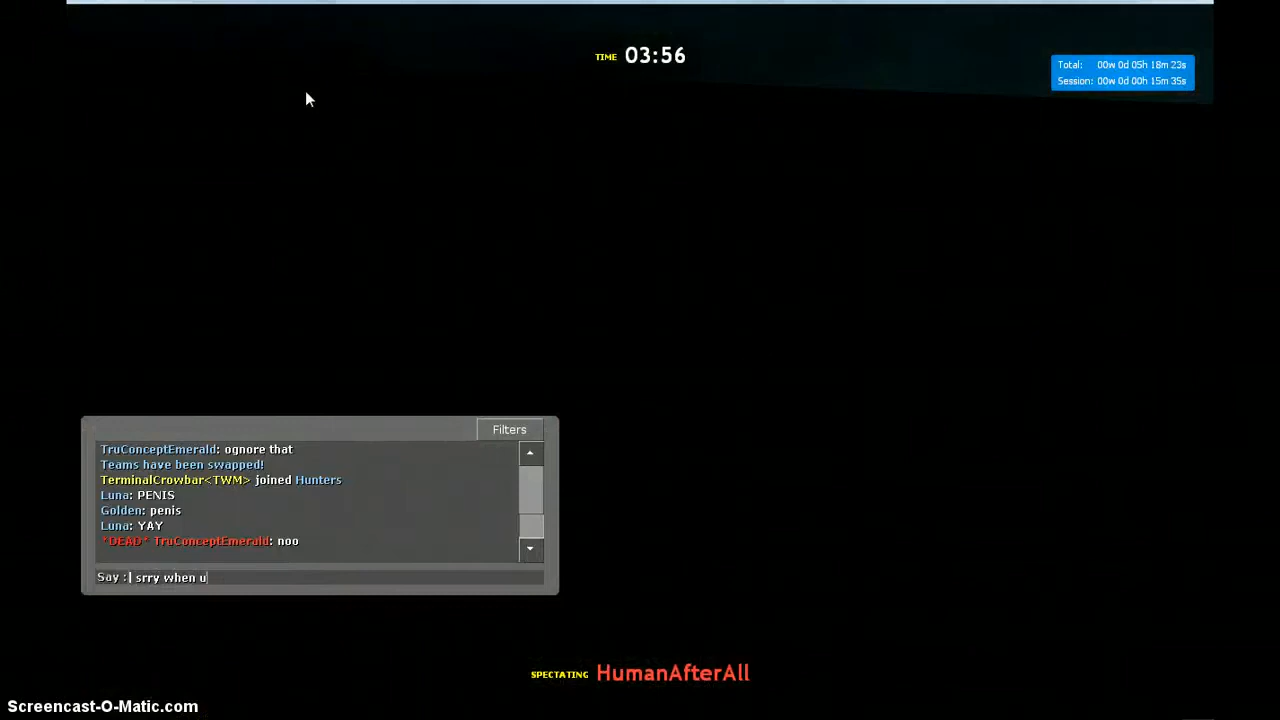 TIME 03:56
Total: 00w 0d 05h 18m 23s
Session: 00w 0d 00h 15m 35s
Filters
TruConceptEmerald: ognore that
Teams have been swapped!
TerminalCrowbar<TWM> joined Hunters
Luna: PENIS
Golden: penis
Luna: YAY
*DEAD* TruConceptEmerald: noo
Say : srry when u
SPECTATING HumanAfterAll
Screencast-O-Matic.com